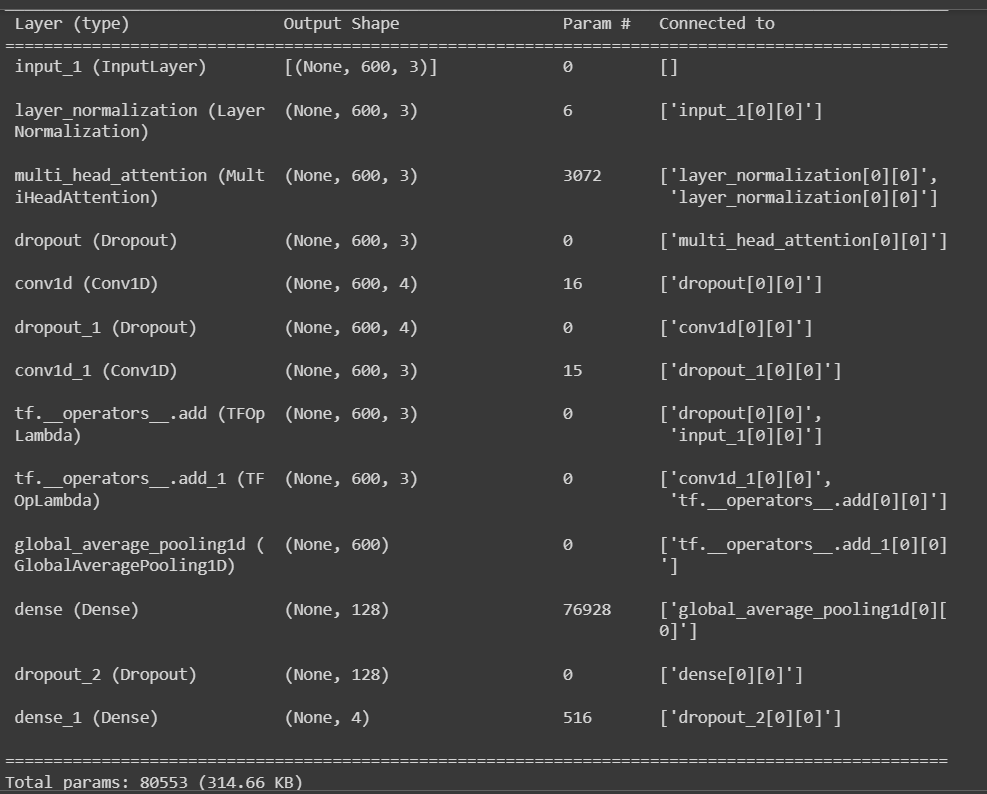 Layer (type) Output Shape Param # Connected to
==================================================================================================
input_1 (InputLayer) [(None, 600, 3)] 0 []
layer_normalization (Layer (None, 600, 3) 6 ['input_1[0][0]']
Normalization)
multi_head_attention (Mult (None, 600, 3) 3072 ['layer_normalization[0][0]',
iHeadAttention) 'layer_normalization[0][0]']
dropout (Dropout) (None, 600, 3) 0 ['multi_head_attention[0][0]']
conv1d (Conv1D) (None, 600, 4) 16 ['dropout[0][0]']
dropout_1 (Dropout) (None, 600, 4) 0 ['conv1d[0][0]']
conv1d_1 (Conv1D) (None, 600, 3) 15 ['dropout_1[0][0]']
tf.__operators__.add (TFOp (None, 600, 3) 0 ['dropout[0][0]',
Lambda) 'input_1[0][0]']
tf.__operators__.add_1 (TF (None, 600, 3) 0 ['conv1d_1[0][0]',
OpLambda) 'tf.__operators__.add[0][0]']
global_average_pooling1d ( (None, 600) 0 ['tf.__operators__.add_1[0][0]
GlobalAveragePooling1D) ']
dense (Dense) (None, 128) 76928 ['global_average_pooling1d[0][
0]']
dropout_2 (Dropout) (None, 128) 0 ['dense[0][0]']
dense_1 (Dense) (None, 4) 516 ['dropout_2[0][0]']
==================================================================================================
Total params: 80553 (314.66 KB)